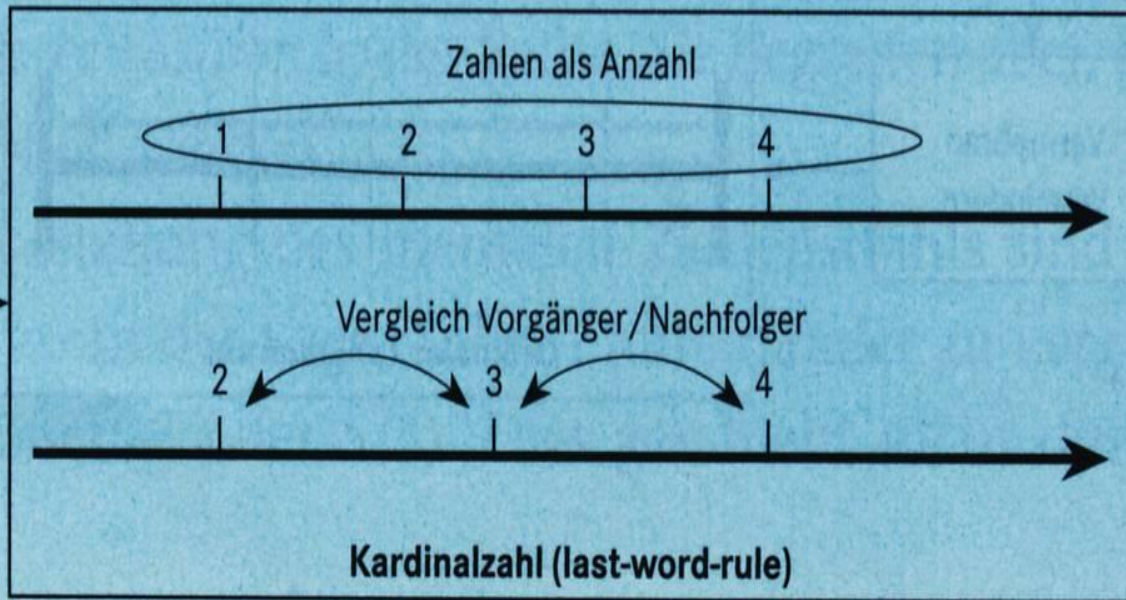 Zahlen als Anzahl
1 2 3 4
Vergleich Vorgänger/Nachfolger
2 3 4
Kardinalzahl (last-word-rule)